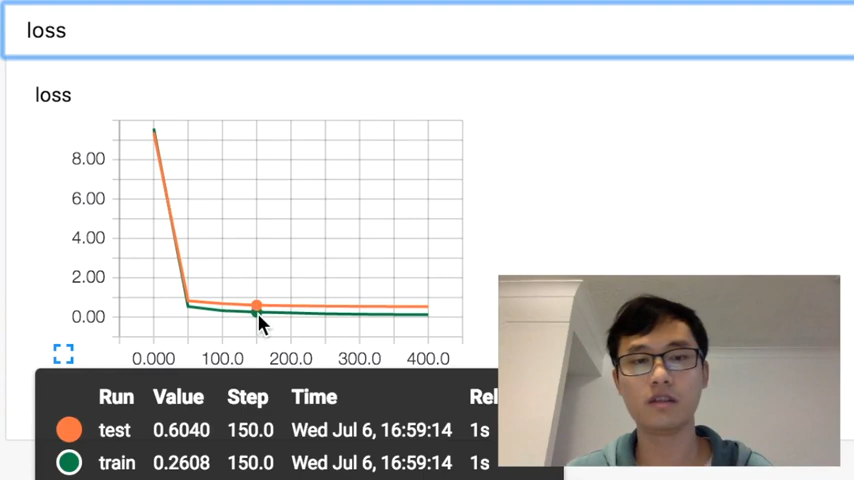 loss
loss
8.00
6.00
4.00
2.00
0.00
0.000 100.0 200.0 300.0 400.0
Run Value Step Time Rel
test 0.6040 150.0 Wed Jul 6, 16:59:14 1s
train 0.2608 150.0 Wed Jul 6, 16:59:14 1s